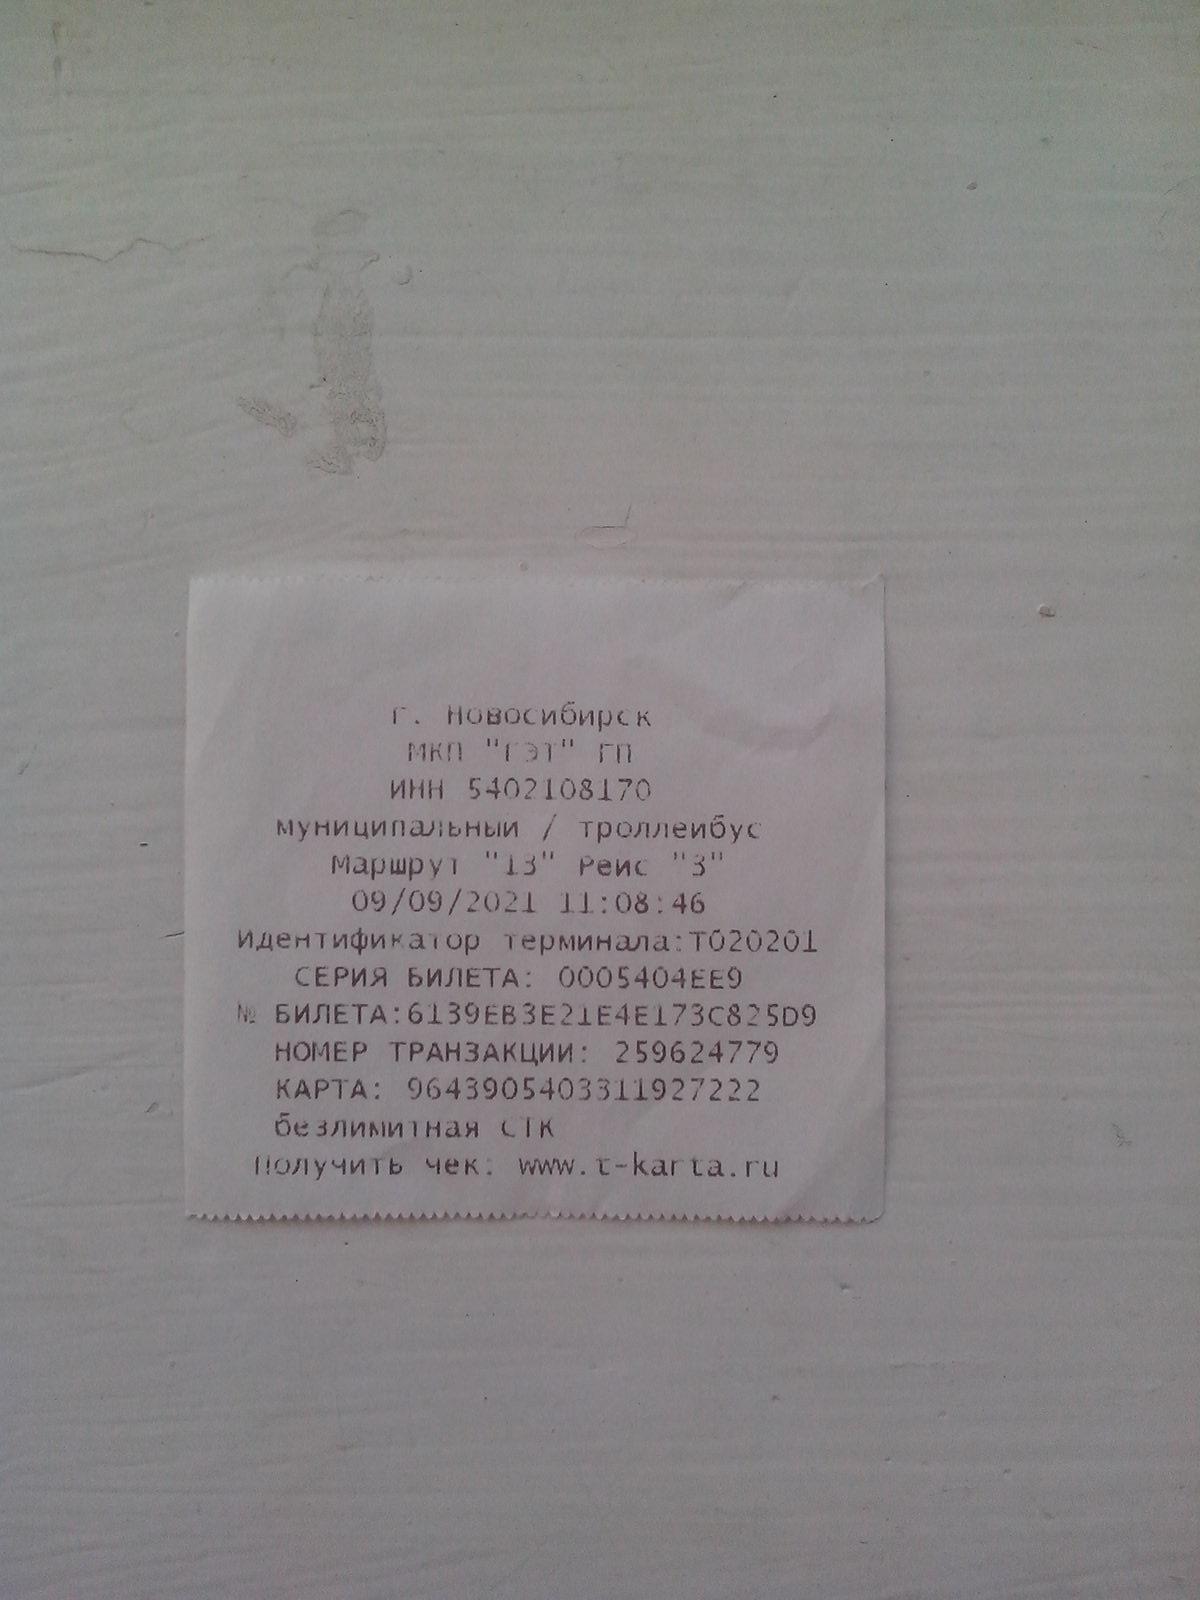 г. Новосибирск
МКП "ГЭТ" ГП
ИНН 5402108170
муниципальный / троллейбус
Маршрут "13" Рейс "3"
09/09/2021 11:08:46
Идентификатор терминала:T020201
СЕРИЯ БИЛЕТА: 0005404EE9
№ БИЛЕТА:6139EB3E21E4E173C825D9
НОМЕР ТРАНЗАКЦИИ: 259624779
КАРТА: 9643905403311927222
безлимитная СТК
Получить чек: www.t-karta.ru